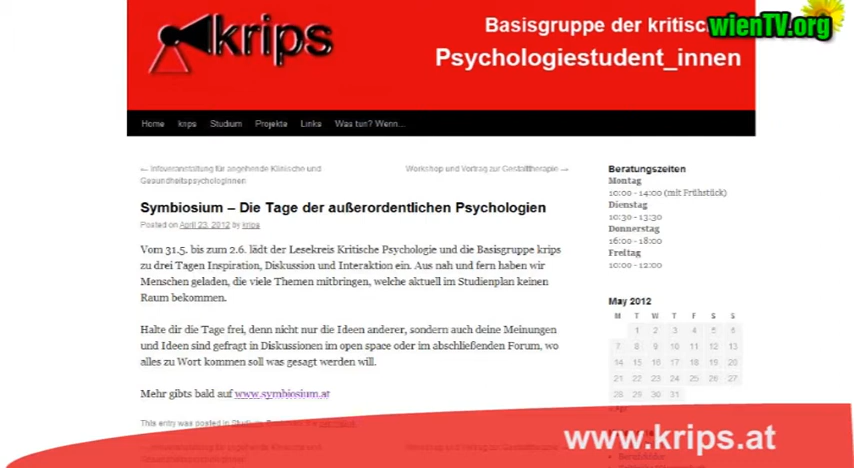 krips
Basisgruppe der kritisc
wienTV.org
Psychologiestudent_innen
Home krips Studium Projekte Links Was tun? Wenn...
← Infoveranstaltung für angehende Klinische und
GesundheitspsychologInnen
Workshop und Vortrag zur Gestalttherapie →
Symbiosium – Die Tage der außerordentlichen Psychologien
Posted on April 23, 2012 by krips
Vom 31.5. bis zum 2.6. lädt der Lesekreis Kritische Psychologie und die Basisgruppe krips
zu drei Tagen Inspiration, Diskussion und Interaktion ein. Aus nah und fern haben wir
Menschen geladen, die viele Themen mitbringen, welche aktuell im Studienplan keinen
Raum bekommen.
Halte dir die Tage frei, denn nicht nur die Ideen anderer, sondern auch deine Meinungen
und Ideen sind gefragt in Diskussionen im open space oder im abschließenden Forum, wo
alles zu Wort kommen soll was gesagt werden will.
Mehr gibts bald auf www.symbiosium.at
This entry was posted in
Beratungszeiten
Montag
10:00 - 14:00 (mit Frühstück)
Dienstag
10:30 - 13:30
Donnerstag
16:00 - 18:00
Freitag
10:00 - 12:00
May 2012
M T W T F S S
1 2 3 4 5 6
7 8 9 10 11 12 13
14 15 16 17 18 19 20
21 22 23 24 25 26 27
28 29 30 31
« Apr
www.krips.at